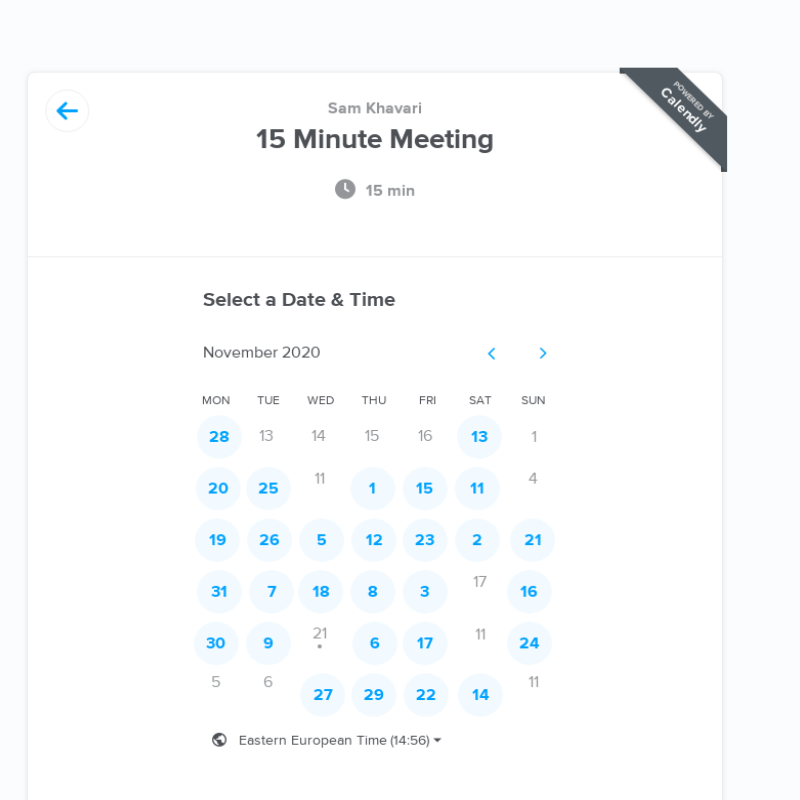 POWERED BY
Calendly
Sam Khavari
15 Minute Meeting
15 min
Select a Date & Time
November 2020
MON TUE WED THU FRI SAT SUN
28 13 14 15 16 13 1
20 25 11 1 15 11 4
19 26 5 12 23 2 21
31 7 18 8 3 17 16
30 9 21 6 17 11 24
5 6 27 29 22 14 11
Eastern European Time (14:56)